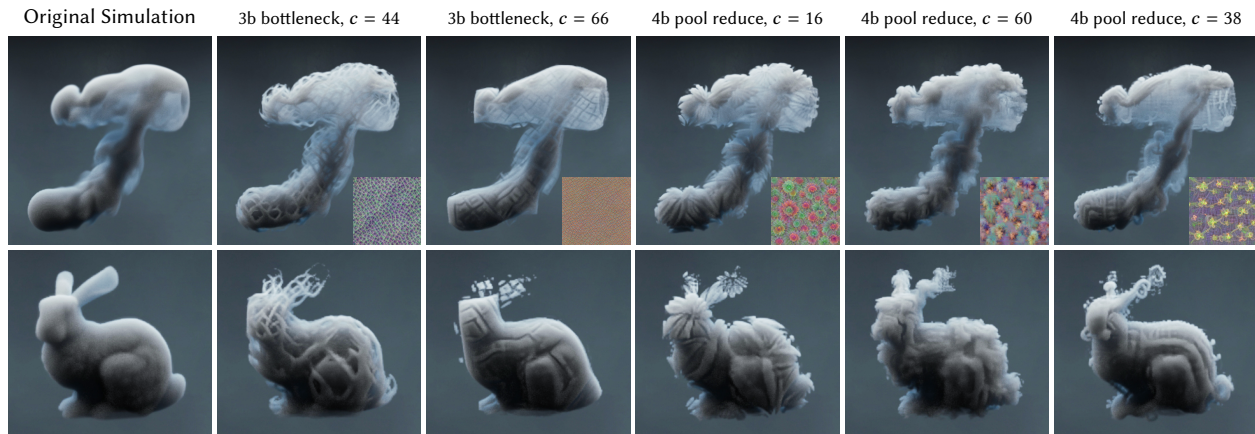 Original Simulation
3b bottleneck, c = 44
3b bottleneck, c = 66
4b pool reduce, c = 16
4b pool reduce, c = 60
4b pool reduce, c = 38